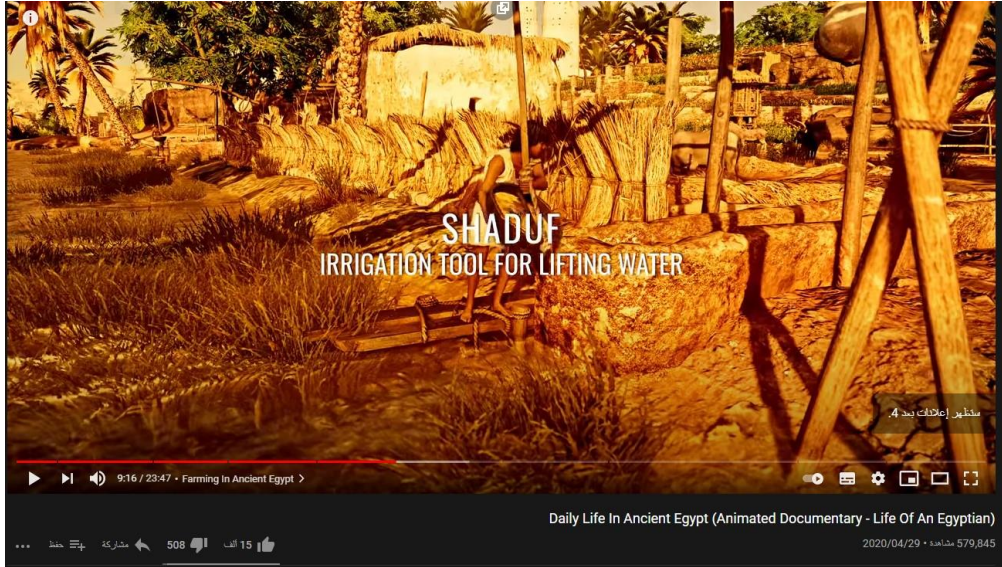 SHADUF
IRRIGATION TOOL FOR LIFTING WATER
ستظهر إعلانات بعد 4.
9:16 / 23:47 • Farming In Ancient Egypt >
Daily Life In Ancient Egypt (Animated Documentary - Life Of An Egyptian)
579,845 مشاهدة • 2020/04/29
15 ألف
508
مشاركة
حفظ